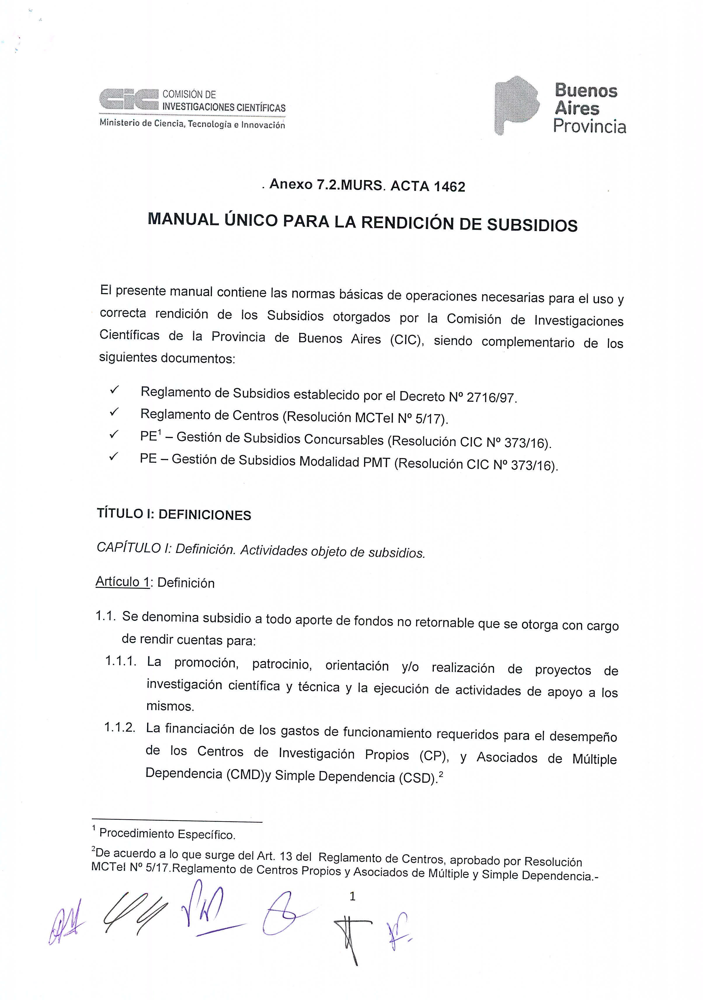 CIC COMISIÓN DE
INVESTIGACIONES CIENTÍFICAS
Ministerio de Ciencia, Tecnología e Innovación
Buenos
Aires
Provincia
. Anexo 7.2.MURS. ACTA 1462
MANUAL ÚNICO PARA LA RENDICIÓN DE SUBSIDIOS
El presente manual contiene las normas básicas de operaciones necesarias para el uso y
correcta rendición de los Subsidios otorgados por la Comisión de Investigaciones
Científicas de la Provincia de Buenos Aires (CIC), siendo complementario de los
siguientes documentos:
✓ Reglamento de Subsidios establecido por el Decreto Nº 2716/97.
✓ Reglamento de Centros (Resolución MCTeI Nº 5/17).
✓ PE¹ – Gestión de Subsidios Concursables (Resolución CIC Nº 373/16).
✓ PE – Gestión de Subsidios Modalidad PMT (Resolución CIC Nº 373/16).
TÍTULO I: DEFINICIONES
CAPÍTULO I: Definición. Actividades objeto de subsidios.
Artículo 1: Definición
1.1. Se denomina subsidio a todo aporte de fondos no retornable que se otorga con cargo
de rendir cuentas para:
1.1.1. La promoción, patrocinio, orientación y/o realización de proyectos de
investigación científica y técnica y la ejecución de actividades de apoyo a los
mismos.
1.1.2. La financiación de los gastos de funcionamiento requeridos para el desempeño
de los Centros de Investigación Propios (CP), y Asociados de Múltiple
Dependencia (CMD)y Simple Dependencia (CSD).²
¹ Procedimiento Específico.
²De acuerdo a lo que surge del Art. 13 del Reglamento de Centros, aprobado por Resolución
MCTeI Nº 5/17.Reglamento de Centros Propios y Asociados de Múltiple y Simple Dependencia.-
1